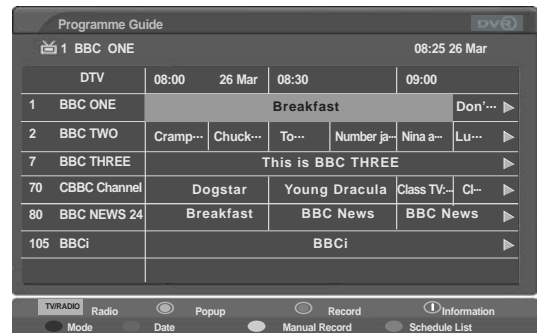 Programme Guide DVR
1 BBC ONE 08:25 26 Mar
DTV 08:00 26 Mar 08:30 09:00
1 BBC ONE Breakfast Don'···
2 BBC TWO Cramp··· Chuck··· To··· Number ja··· Nina a··· Lu···
7 BBC THREE This is BBC THREE
70 CBBC Channel Dogstar Young Dracula Class TV:··· Cl···
80 BBC NEWS 24 Breakfast BBC News BBC News
105 BBCi BBCi
TV/RADIO Radio Popup Record Information
Mode Date Manual Record Schedule List